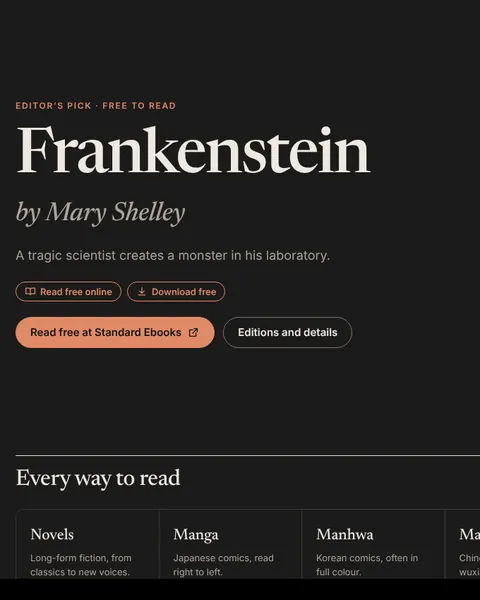 EDITOR'S PICK · FREE TO READ
Frankenstein
by Mary Shelley
A tragic scientist creates a monster in his laboratory.
Read free online
Download free
Read free at Standard Ebooks
Editions and details
Every way to read
Novels
Long-form fiction, from
classics to new voices.
Manga
Japanese comics, read
right to left.
Manhwa
Korean comics, often in
full colour.